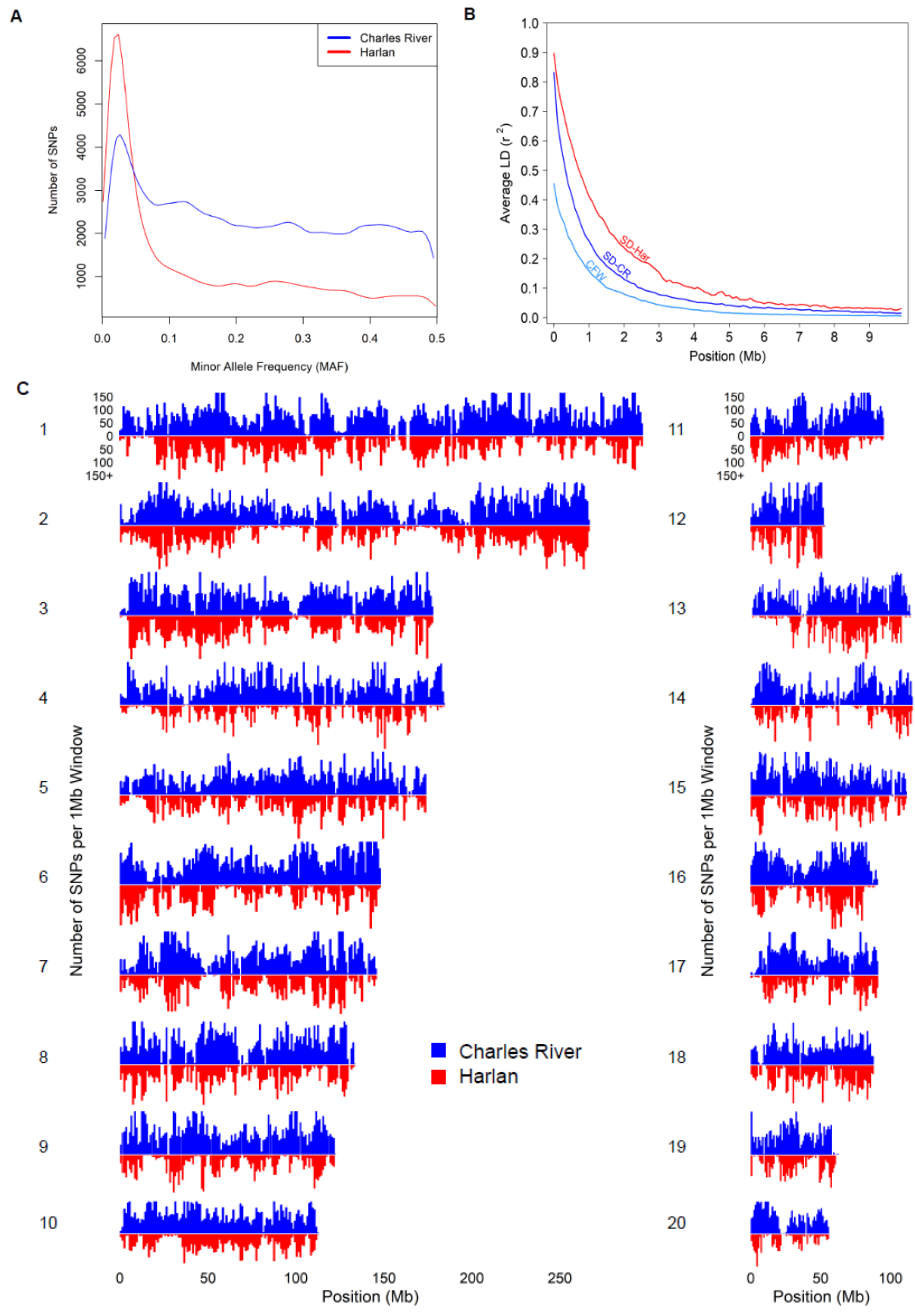 A
Charles River
Harlan
Number of SNPs
6000
5000
4000
3000
2000
1000
0.0 0.1 0.2 0.3 0.4 0.5
Minor Allele Frequency (MAF)
B
Average LD (r 2)
1.0
0.9
0.8
0.7
0.6
0.5
0.4
0.3
0.2
0.1
0.0
SD-Har
SD-CR
CFW
0 1 2 3 4 5 6 7 8 9
Position (Mb)
C
Number of SNPs per 1Mb Window
150
100
50
0
50
100
150+
1
2
3
4
5
6
7
8
9
10
0 50 100 150 200 250
Position (Mb)
Charles River
Harlan
Number of SNPs per 1Mb Window
150
100
50
0
50
100
150+
11
12
13
14
15
16
17
18
19
20
0 50 100
Position (Mb)